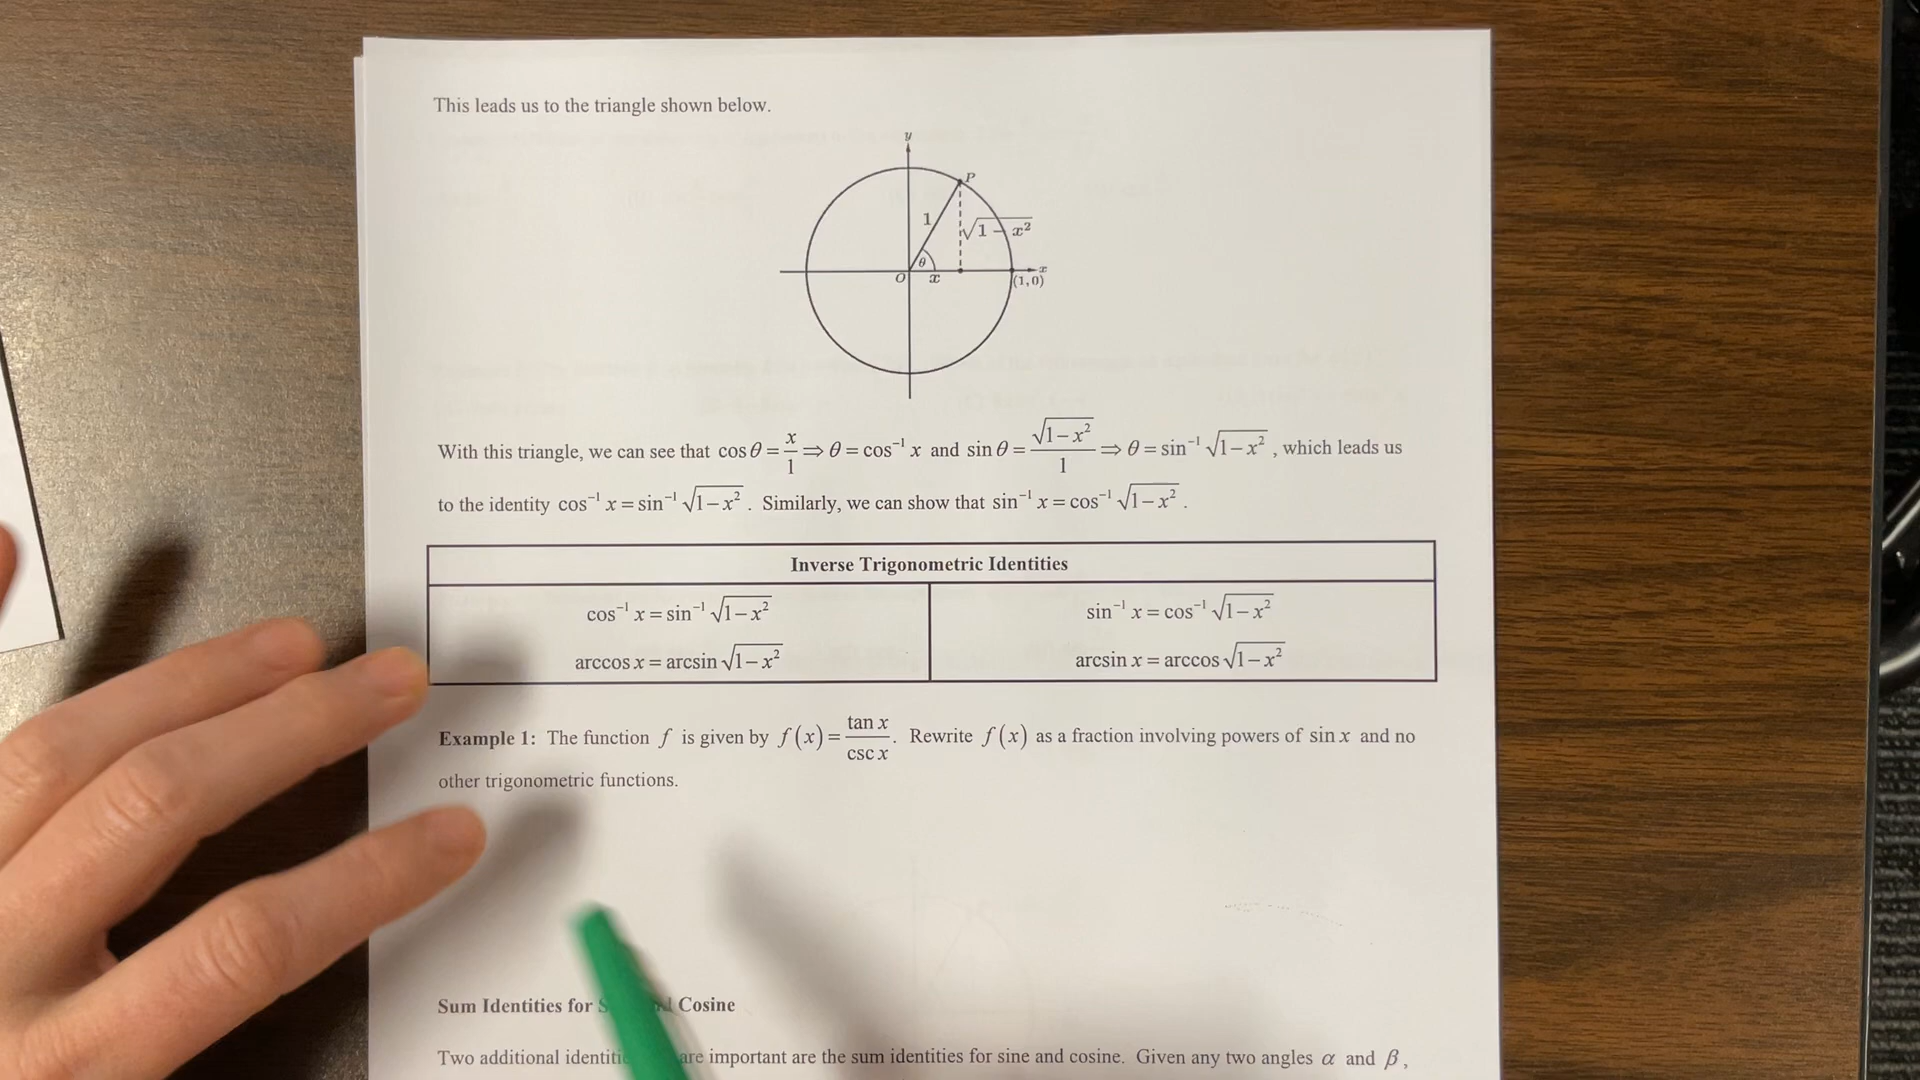 This leads us to the triangle shown below.
y
P
1
√1 − x²
θ
O
x
x
(1,0)
With this triangle, we can see that cos θ = x/1 ⇒ θ = cos⁻¹ x and sin θ = √1−x²/1 ⇒ θ = sin⁻¹ √1−x² , which leads us
to the identity cos⁻¹ x = sin⁻¹ √1−x² . Similarly, we can show that sin⁻¹ x = cos⁻¹ √1−x² .
Inverse Trigonometric Identities
cos⁻¹ x = sin⁻¹ √1−x²
sin⁻¹ x = cos⁻¹ √1−x²
arccos x = arcsin √1−x²
arcsin x = arccos √1−x²
Example 1: The function f is given by f(x) = tan x/csc x. Rewrite f(x) as a fraction involving powers of sin x and no
other trigonometric functions.
Sum Identities for Cosine
Two additional are important are the sum identities for sine and cosine. Given any two angles α and β,